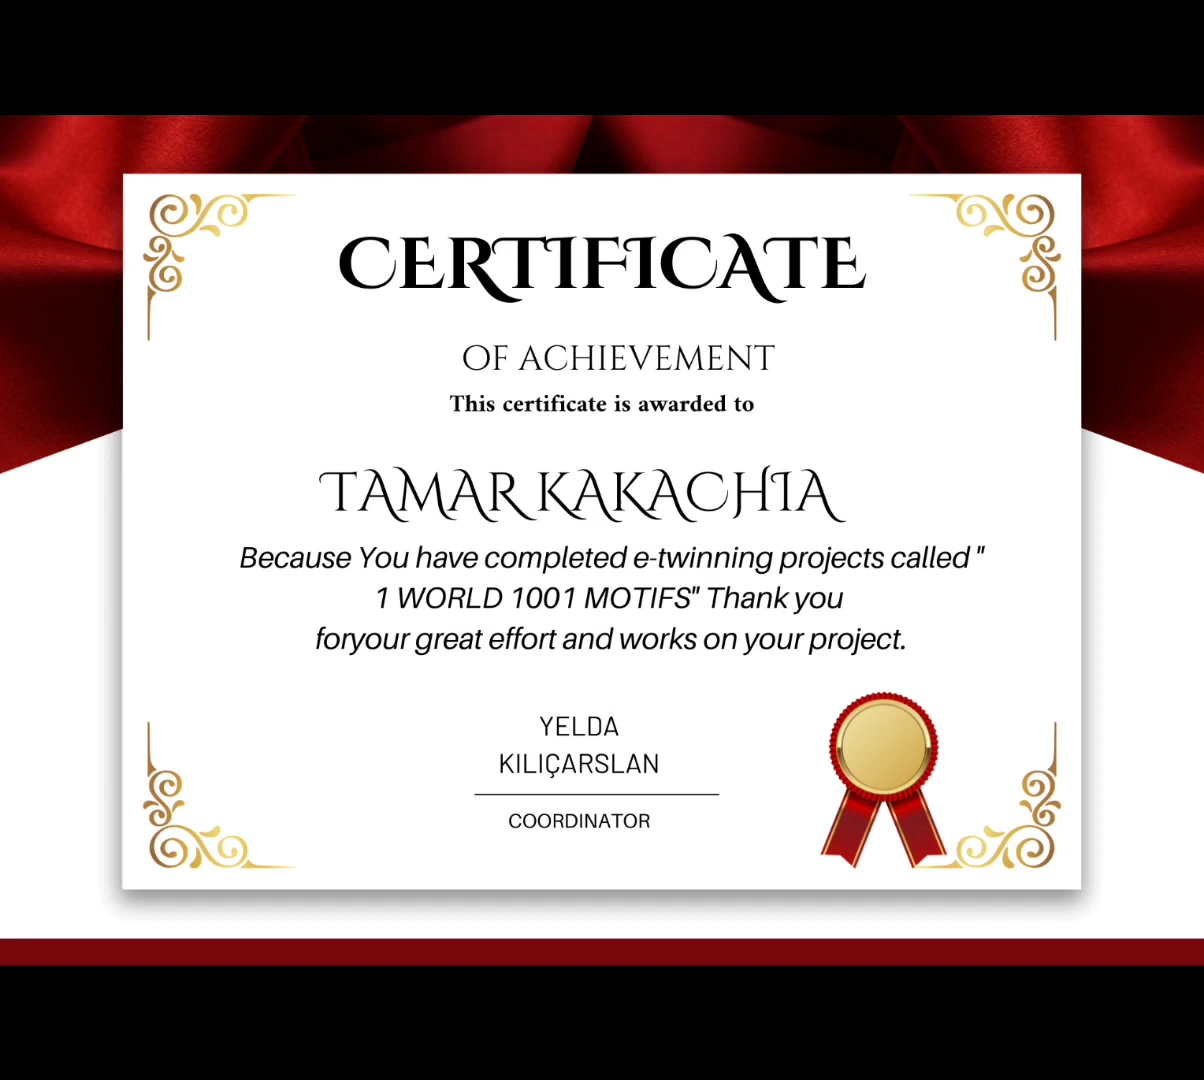 CERTIFICATE
OF ACHIEVEMENT
This certificate is awarded to
TAMAR KAKACHIA
Because You have completed e-twinning projects called "
1 WORLD 1001 MOTIFS" Thank you
foryour great effort and works on your project.
YELDA
KILIÇARSLAN
COORDINATOR